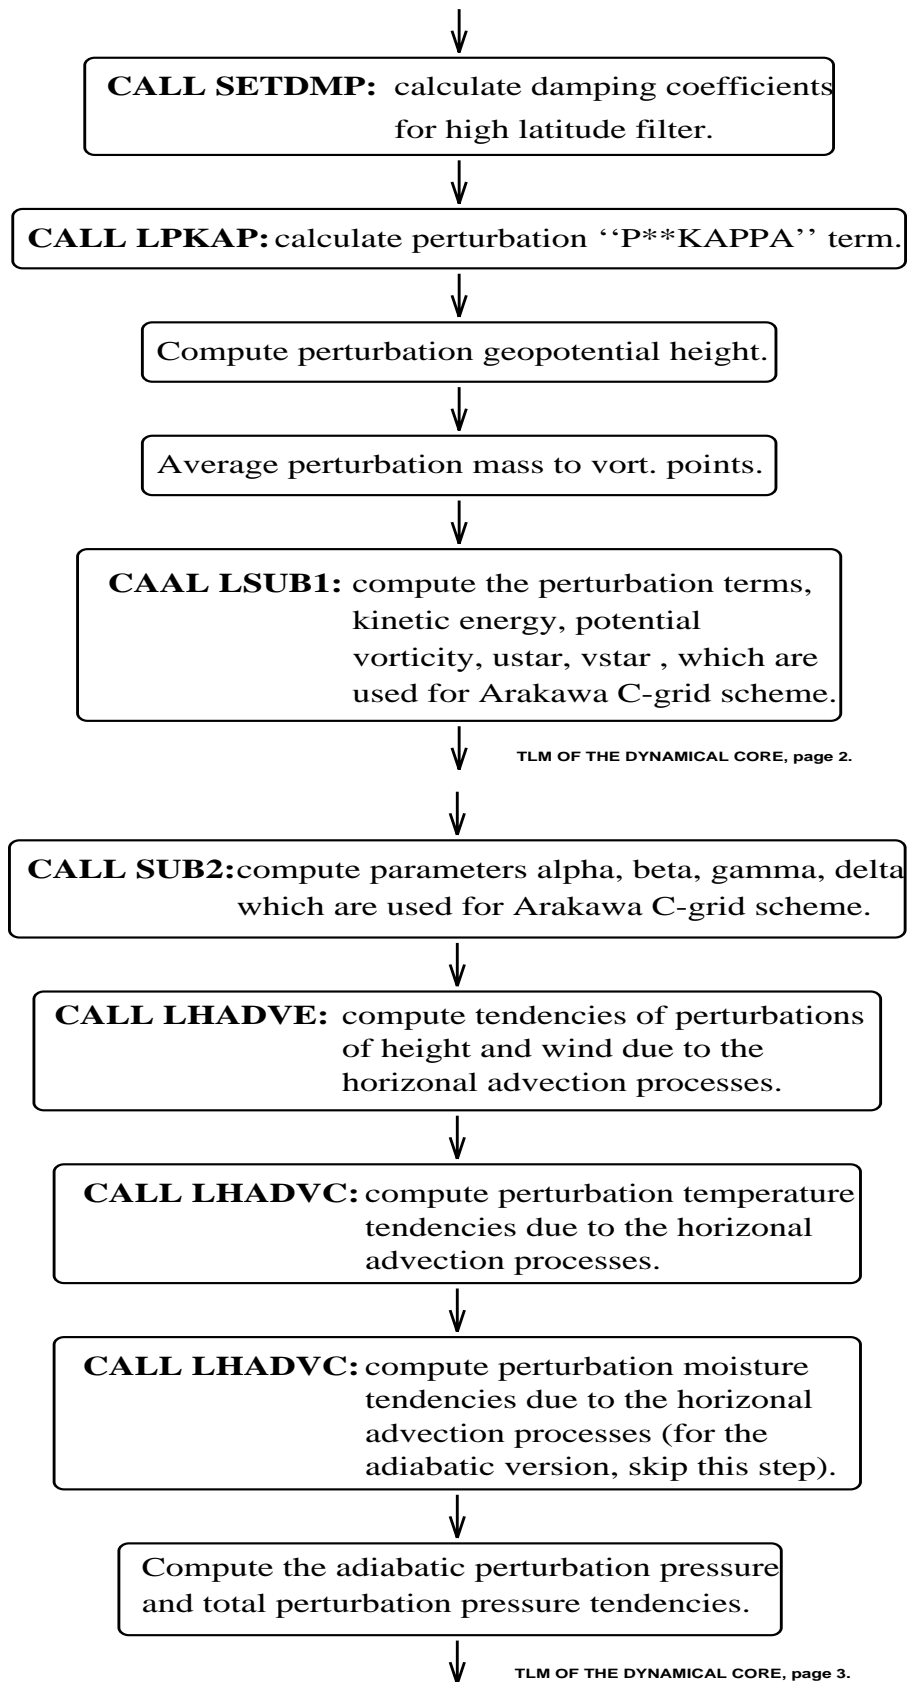 CALL SETDMP: calculate damping coefficients
for high latitude filter.
CALL LPKAP: calculate perturbation ‘‘P**KAPPA’’ term.
Compute perturbation geopotential height.
Average perturbation mass to vort. points.
CAAL LSUB1: compute the perturbation terms,
kinetic energy, potential
vorticity, ustar, vstar , which are
used for Arakawa C-grid scheme.
TLM OF THE DYNAMICAL CORE, page 2.
CALL SUB2: compute parameters alpha, beta, gamma, delta
which are used for Arakawa C-grid scheme.
CALL LHADVE: compute tendencies of perturbations
of height and wind due to the
horizonal advection processes.
CALL LHADVC: compute perturbation temperature
tendencies due to the horizonal
advection processes.
CALL LHADVC: compute perturbation moisture
tendencies due to the horizonal
advection processes (for the
adiabatic version, skip this step).
Compute the adiabatic perturbation pressure
and total perturbation pressure tendencies.
TLM OF THE DYNAMICAL CORE, page 3.